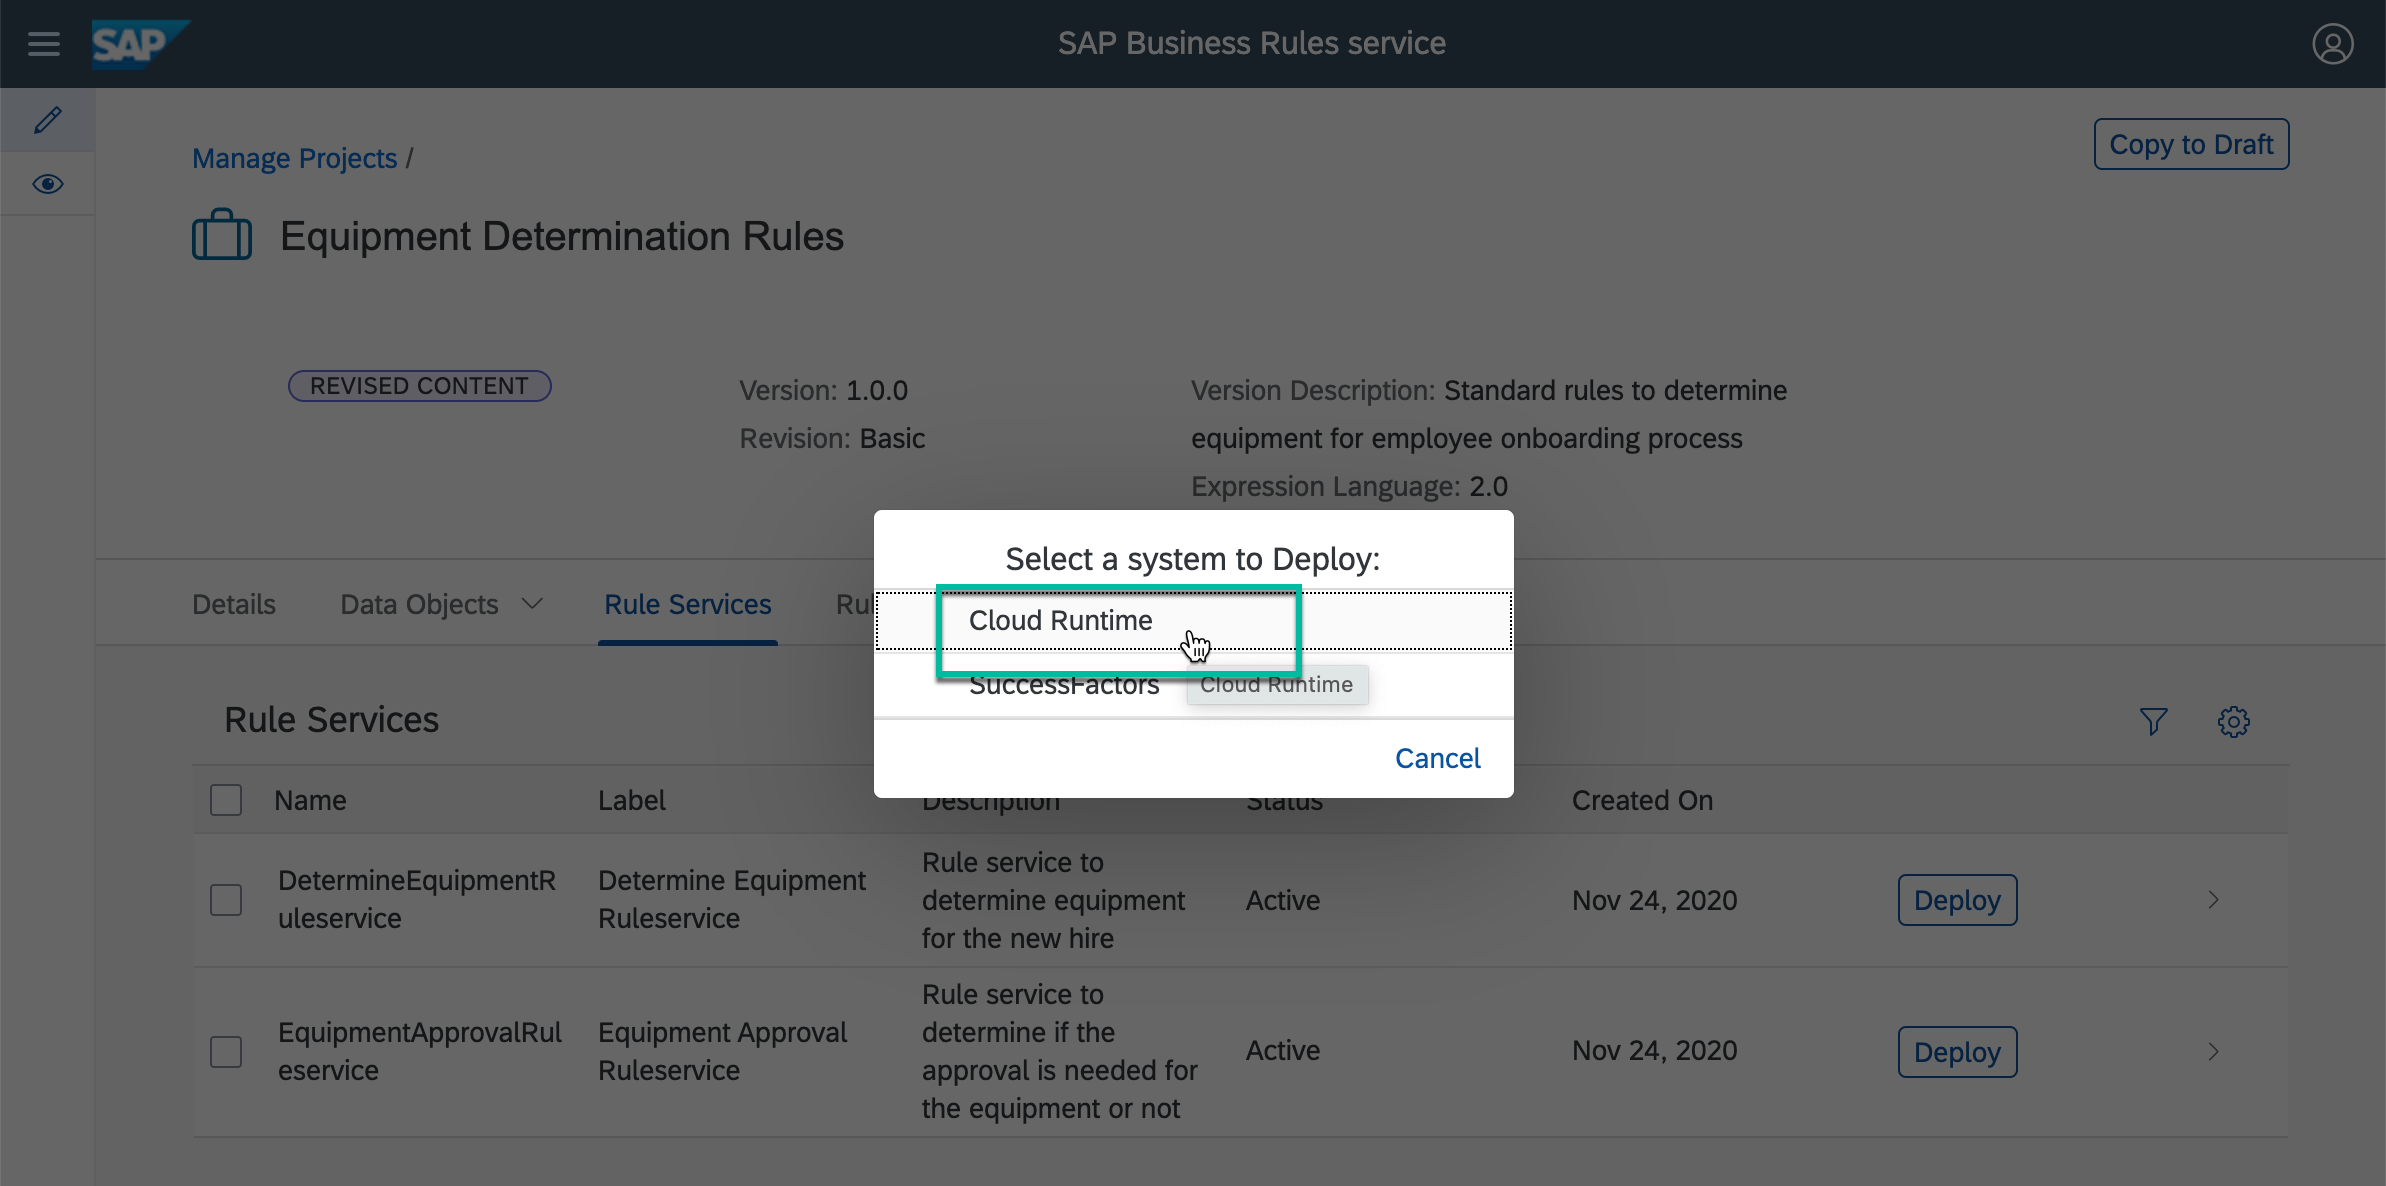 SAP
SAP Business Rules service
Manage Projects /
Copy to Draft
Equipment Determination Rules
REVISED CONTENT
Version: 1.0.0
Revision: Basic
Version Description: Standard rules to determine
equipment for employee onboarding process
Expression Language: 2.0
Select a system to Deploy:
Cloud Runtime
SuccessFactors
Cloud Runtime
Cancel
Details
Data Objects
Rule Services
Rule Services
Name
Label
Description
Status
Created On
DetermineEquipmentR
uleservice
Determine Equipment
Ruleservice
Rule service to
determine equipment
for the new hire
Active
Nov 24, 2020
Deploy
EquipmentApprovalRul
eservice
Equipment Approval
Ruleservice
Rule service to
determine if the
approval is needed for
the equipment or not
Active
Nov 24, 2020
Deploy